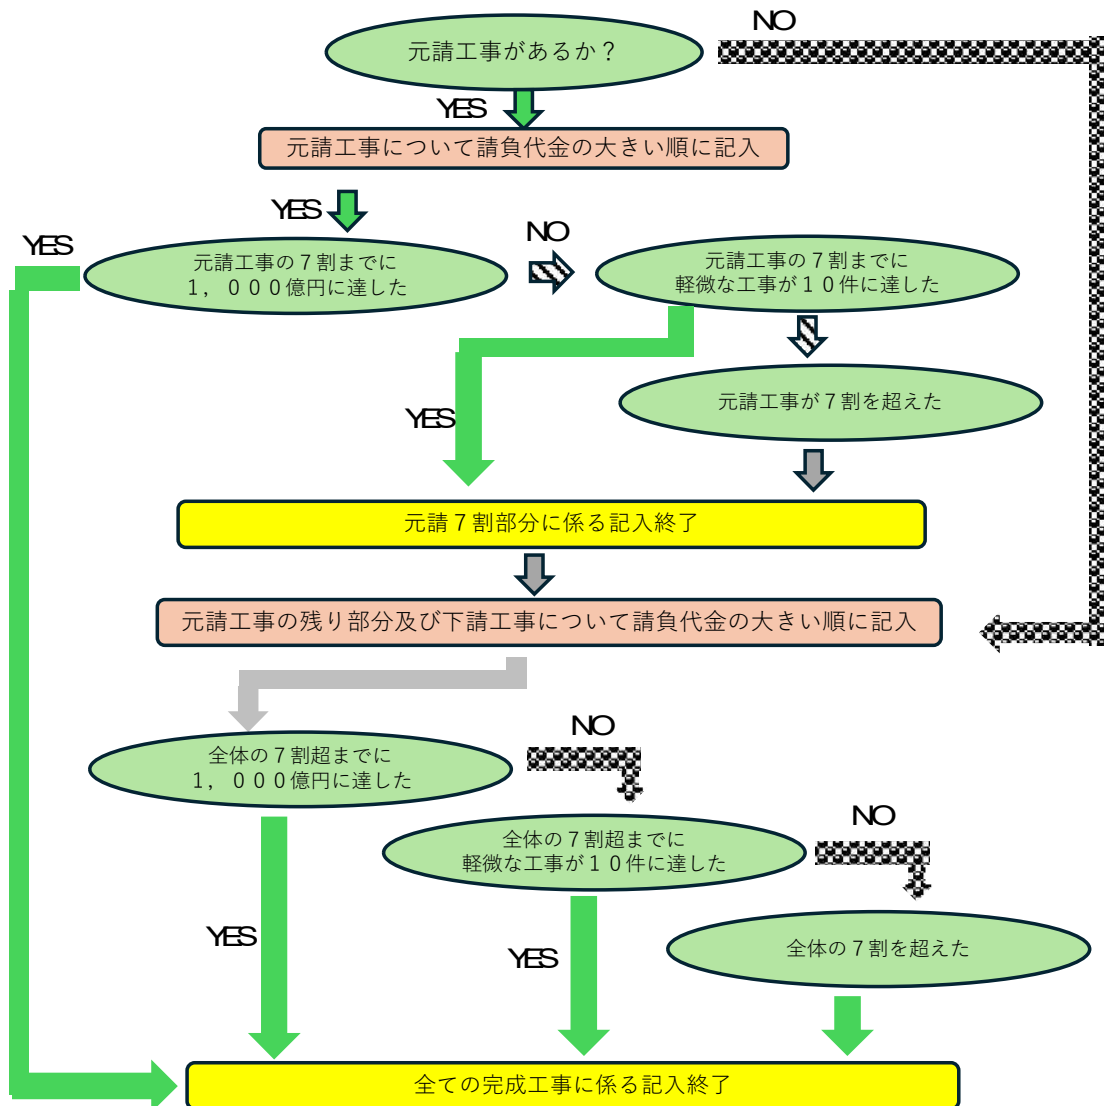 NO
元請工事があるか？
YES
元請工事について請負代金の大きい順に記入
YES
YES
NO
元請工事の７割までに
１，０００億円に達した
元請工事の７割までに
軽微な工事が１０件に達した
元請工事が７割を超えた
YES
元請７割部分に係る記入終了
元請工事の残り部分及び下請工事について請負代金の大きい順に記入
NO
全体の７割超までに
１，０００億円に達した
NO
全体の７割超までに
軽微な工事が１０件に達した
YES
YES
全体の７割を超えた
全ての完成工事に係る記入終了